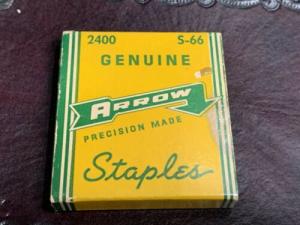 2400 S-66
GENUINE
ARROW
PRECISION MADE
Staples